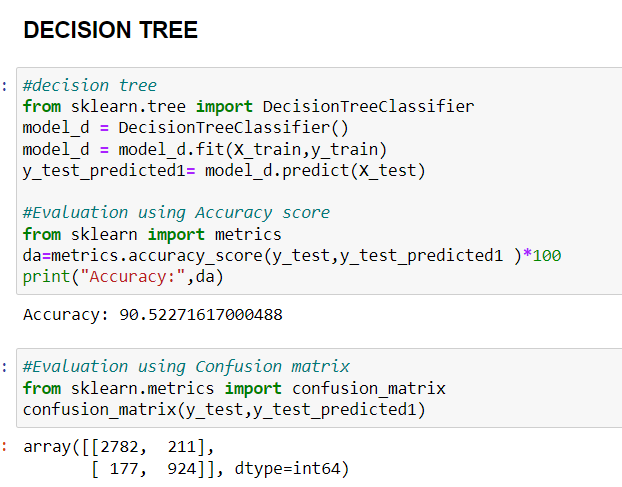 DECISION TREE
: #decision tree
from sklearn.tree import DecisionTreeClassifier
model_d = DecisionTreeClassifier()
model_d = model_d.fit(X_train,y_train)
y_test_predicted1= model_d.predict(X_test)
#Evaluation using Accuracy score
from sklearn import metrics
da=metrics.accuracy_score(y_test,y_test_predicted1 )*100
print("Accuracy:",da)
Accuracy: 90.52271617000488
: #Evaluation using Confusion matrix
from sklearn.metrics import confusion_matrix
confusion_matrix(y_test,y_test_predicted1)
: array([[2782,  211],
       [ 177,  924]], dtype=int64)